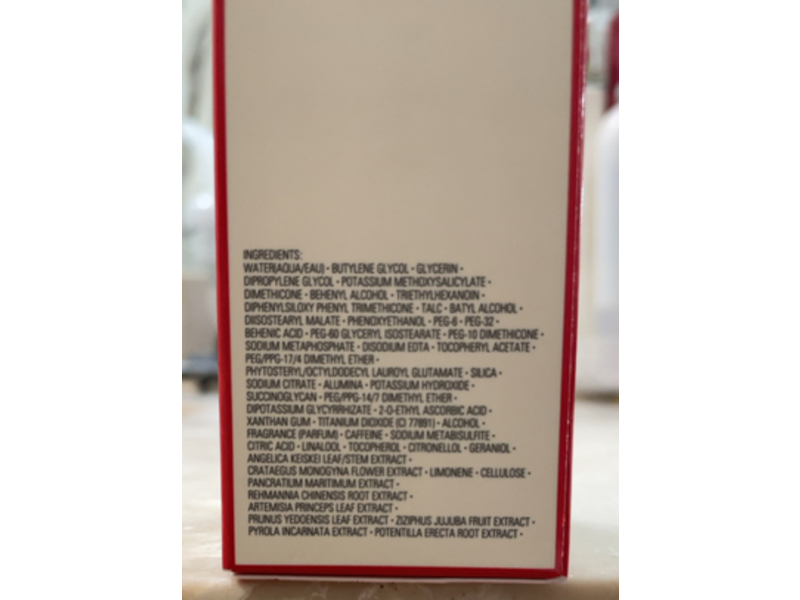 INGREDIENTS:
WATER(AQUA/EAU) • BUTYLENE GLYCOL • GLYCERIN •
DIPROPYLENE GLYCOL • POTASSIUM METHOXYSALICYLATE •
DIMETHICONE • BEHENYL ALCOHOL • TRIETHYLHEXANOIN •
DIPHENYLSILOXY PHENYL TRIMETHICONE • TALC • BATYL ALCOHOL •
DIISOSTEARYL MALATE • PHENOXYETHANOL • PEG-6 • PEG-32 •
BEHENIC ACID • PEG-60 GLYCERYL ISOSTEARATE • PEG-10 DIMETHICONE •
SODIUM METAPHOSPHATE • DISODIUM EDTA • TOCOPHERYL ACETATE •
PEG/PPG-17/4 DIMETHYL ETHER •
PHYTOSTERYL/OCTYLDODECYL LAUROYL GLUTAMATE • SILICA •
SODIUM CITRATE • ALUMINA • POTASSIUM HYDROXIDE •
SUCCINOGLYCAN • PEG/PPG-14/7 DIMETHYL ETHER •
DIPOTASSIUM GLYCYRRHIZATE • 2-O-ETHYL ASCORBIC ACID •
XANTHAN GUM • TITANIUM DIOXIDE (CI 77891) • ALCOHOL •
FRAGRANCE (PARFUM) • CAFFEINE • SODIUM METABISULFITE •
CITRIC ACID • LINALOOL • TOCOPHEROL • CITRONELLOL • GERANIOL •
ANGELICA KEISKEI LEAF/STEM EXTRACT •
CRATAEGUS MONOGYNA FLOWER EXTRACT • LIMONENE • CELLULOSE •
PANCRATIUM MARITIMUM EXTRACT •
REHMANNIA CHINENSIS ROOT EXTRACT •
ARTEMISIA PRINCEPS LEAF EXTRACT •
PRUNUS YEDOENSIS LEAF EXTRACT • ZIZIPHUS JUJUBA FRUIT EXTRACT •
PYROLA INCARNATA EXTRACT • POTENTILLA ERECTA ROOT EXTRACT •